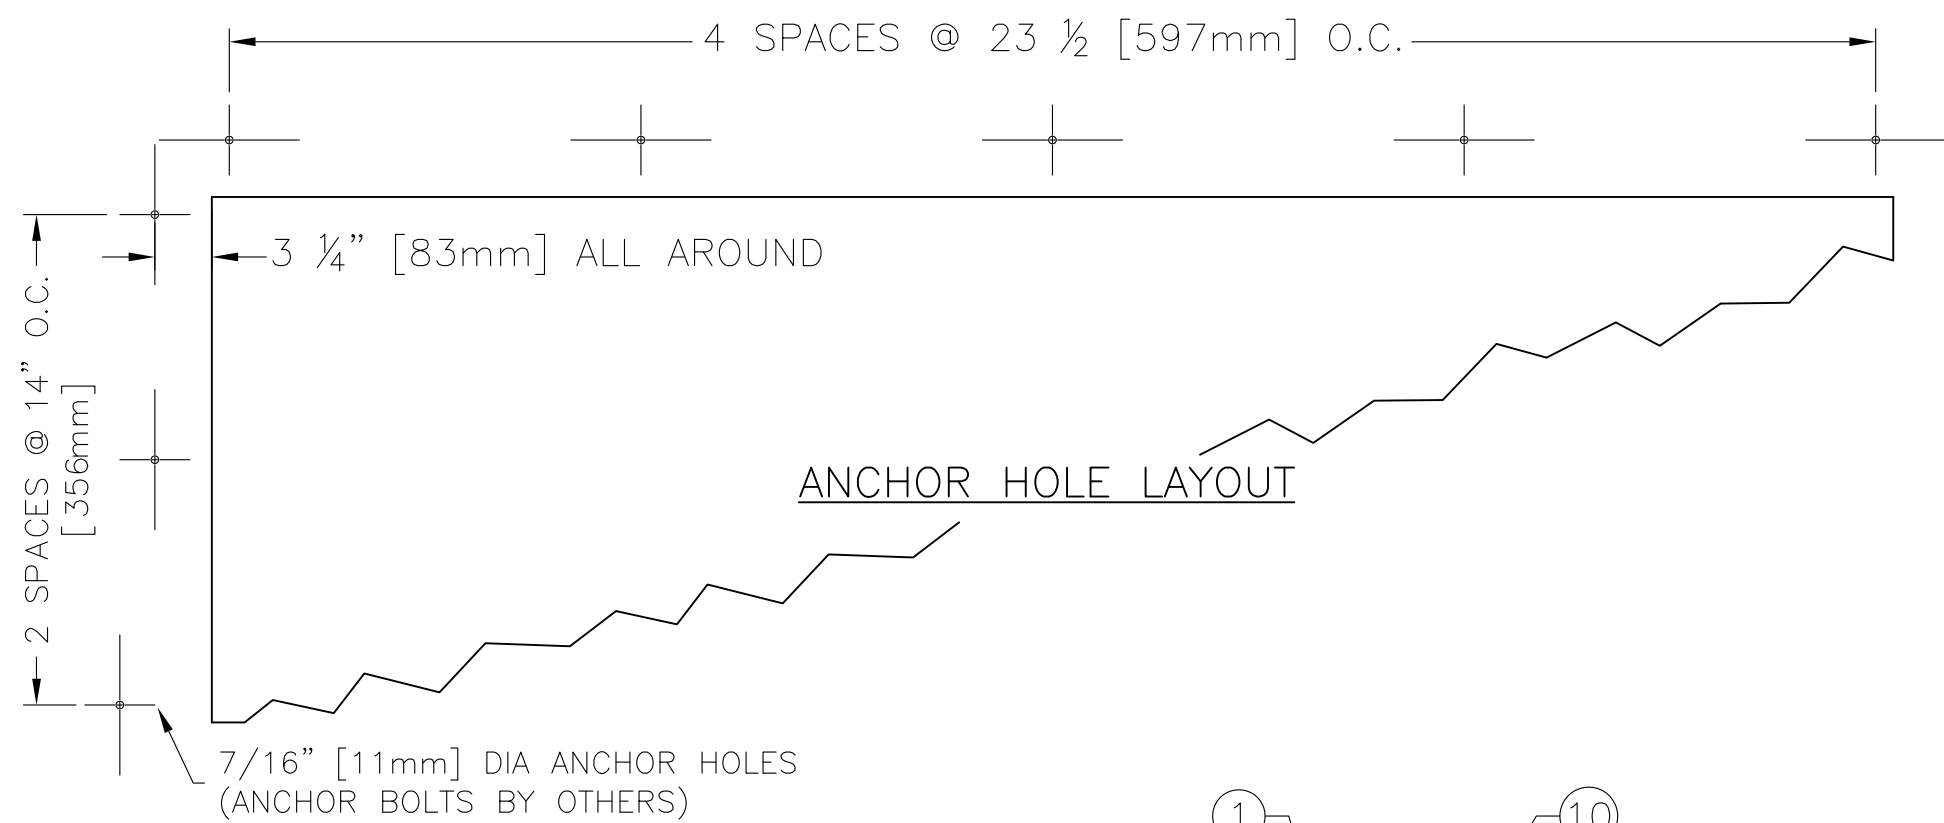 4 SPACES @ 23 ½ [597mm] O.C.
3 ¼” [83mm] ALL AROUND
2 SPACES @ 14” O.C.
[356mm]
ANCHOR HOLE LAYOUT
7/16” [11mm] DIA ANCHOR HOLES
(ANCHOR BOLTS BY OTHERS)
1
10